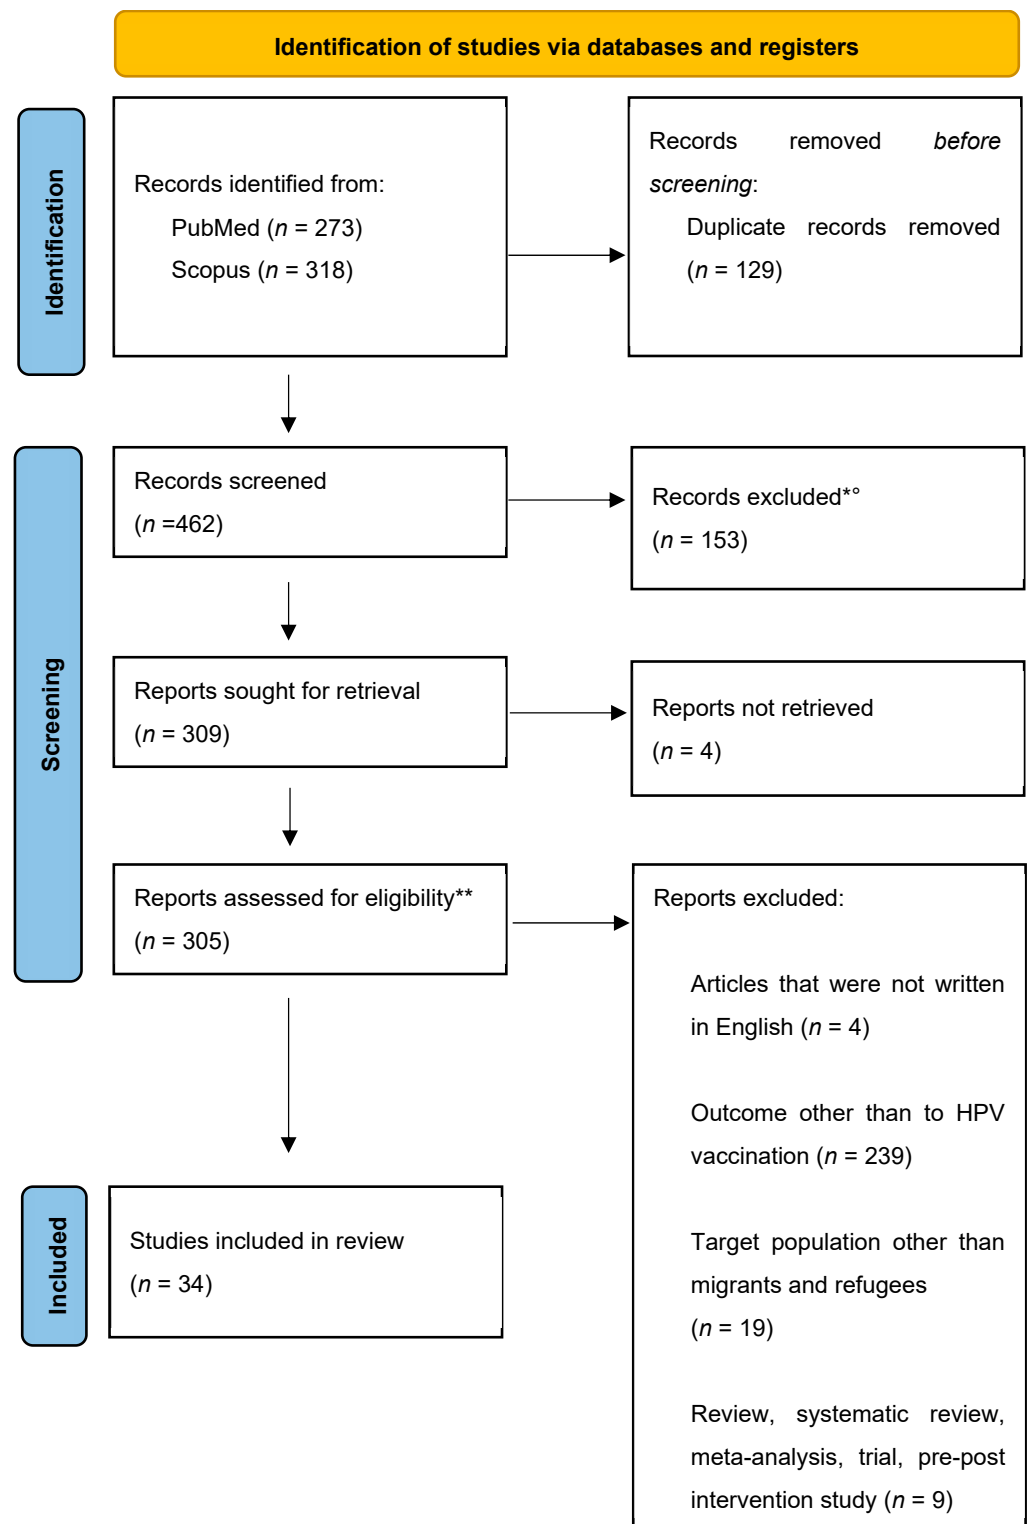 Identification of studies via databases and registers
Identification
Records identified from:
PubMed (n = 273)
Scopus (n = 318)
Records removed before
screening:
Duplicate records removed
(n = 129)
Screening
Records screened
(n =462)
Records excluded*°
(n = 153)
Reports sought for retrieval
(n = 309)
Reports not retrieved
(n = 4)
Reports assessed for eligibility**
(n = 305)
Reports excluded:
Articles that were not written
in English (n = 4)
Outcome other than to HPV
vaccination (n = 239)
Target population other than
migrants and refugees
(n = 19)
Review, systematic review,
meta-analysis, trial, pre-post
intervention study (n = 9)
Included
Studies included in review
(n = 34)